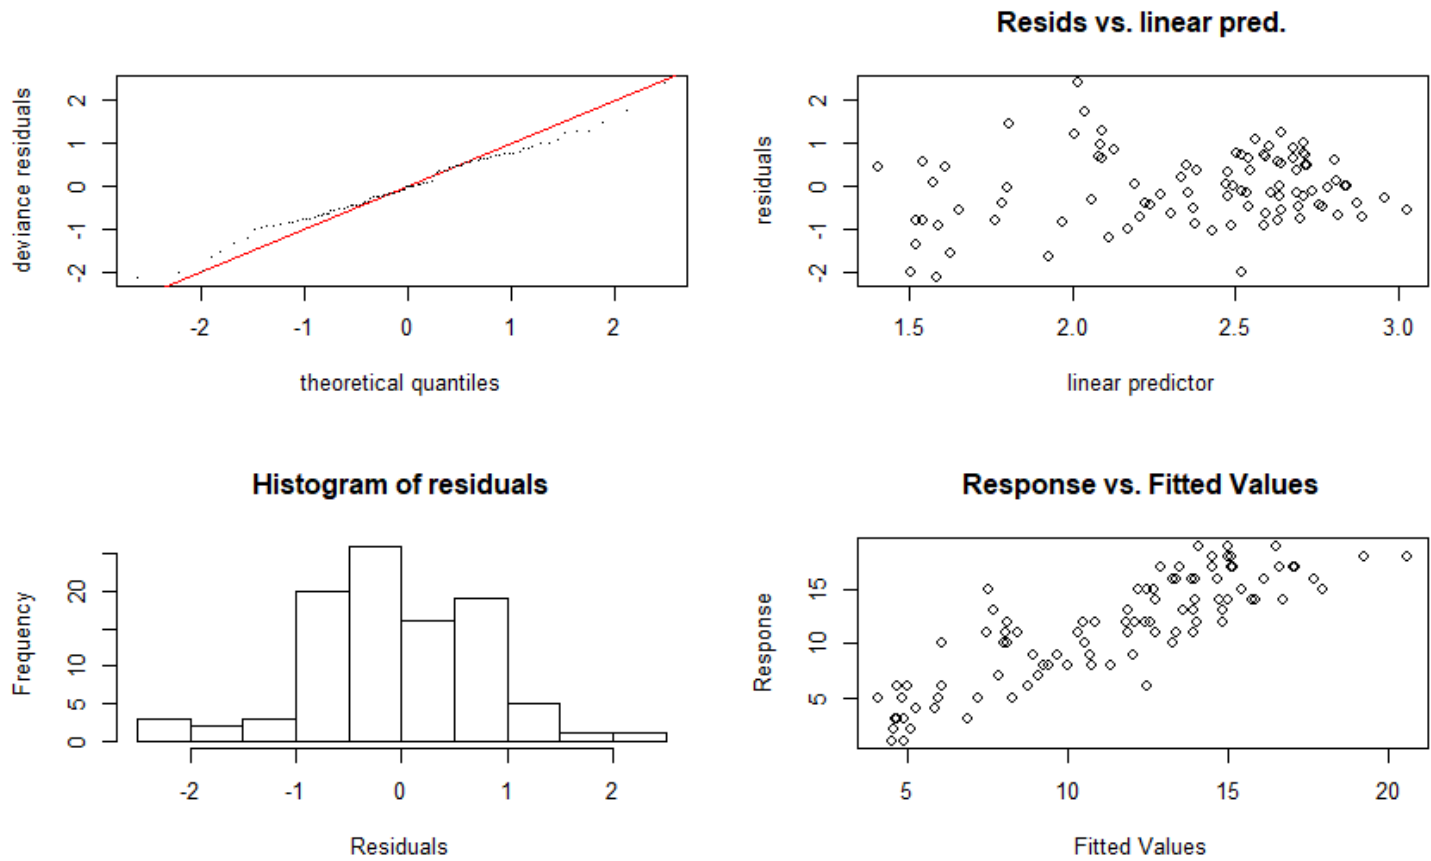 deviance residuals
2
1
0
-1
-2
-2 -1 0 1 2
theoretical quantiles
Resids vs. linear pred.
residuals
2
1
0
-1
-2
1.5 2.0 2.5 3.0
linear predictor
Histogram of residuals
Frequency
20
10
5
0
-2 -1 0 1 2
Residuals
Response vs. Fitted Values
Response
15
10
5
5 10 15 20
Fitted Values